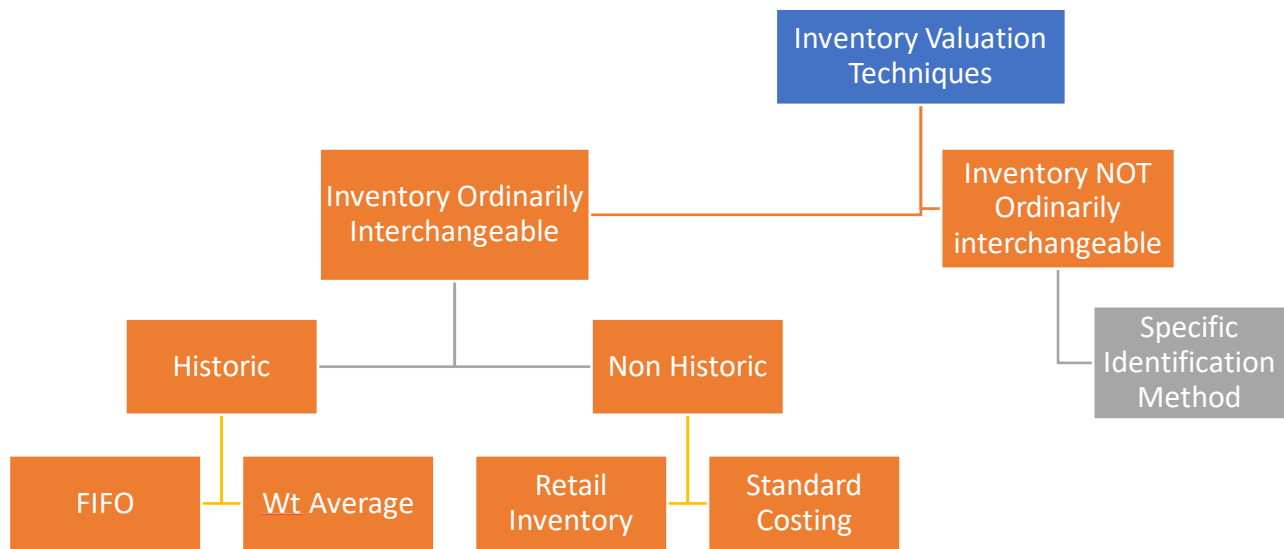 Inventory Valuation
Techniques
Inventory Ordinarily
Interchangeable
Inventory NOT
Ordinarily
interchangeable
Historic
Non Historic
Specific
Identification
Method
FIFO
Wt Average
Retail
Inventory
Standard
Costing